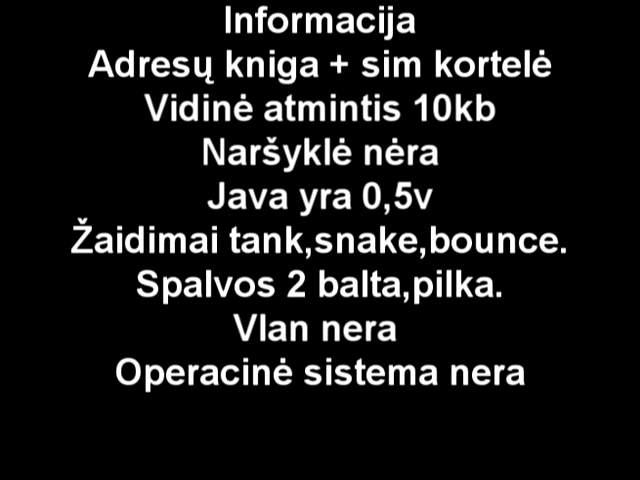 Informacija
Adresų kniga + sim kortelė
Vidinė atmintis 10kb
Naršyklė nėra
Java yra 0,5v
Žaidimai tank,snake,bounce.
Spalvos 2 balta,pilka.
Vlan nera
Operacinė sistema nera